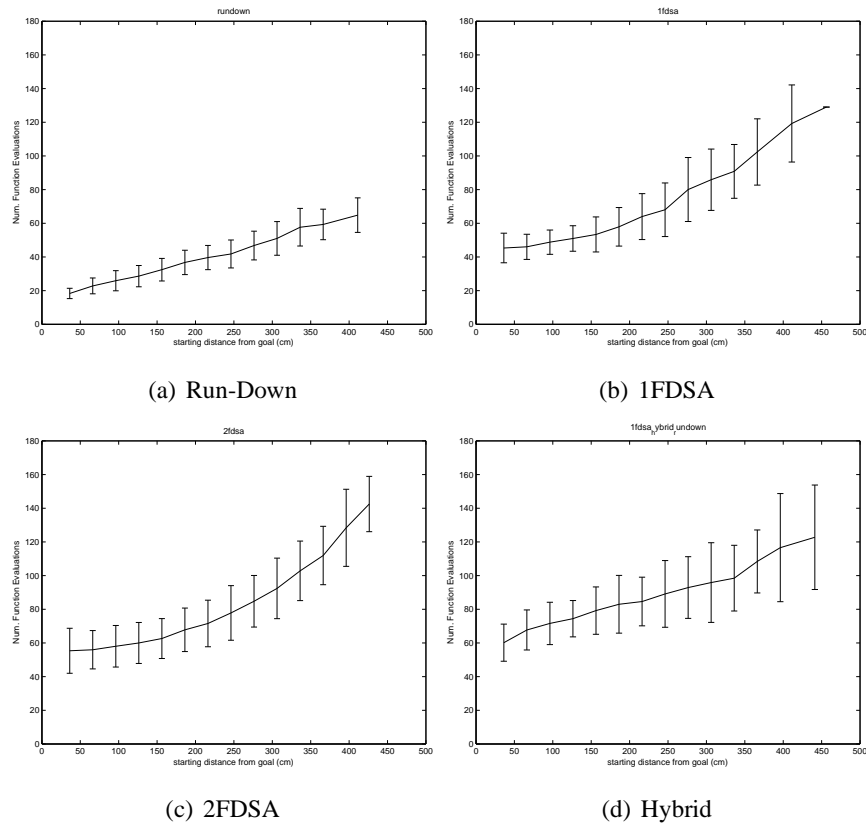 rundown
180
160
140
120
100
80
60
40
20
0
Num. Function Evaluations
0 50 100 150 200 250 300 350 400 450 500
starting distance from goal (cm)
(a) Run-Down
1fdsa
180
160
140
120
100
80
60
40
20
0
Num. Function Evaluations
0 50 100 150 200 250 300 350 400 450 500
starting distance from goal (cm)
(b) 1FDSA
2fdsa
180
160
140
120
100
80
60
40
20
0
Num. Function Evaluations
0 50 100 150 200 250 300 350 400 450 500
starting distance from goal (cm)
(c) 2FDSA
1fdsahybridrundown
180
160
140
120
100
80
60
40
20
0
Num. Function Evaluations
0 50 100 150 200 250 300 350 400 450 500
starting distance from goal (cm)
(d) Hybrid